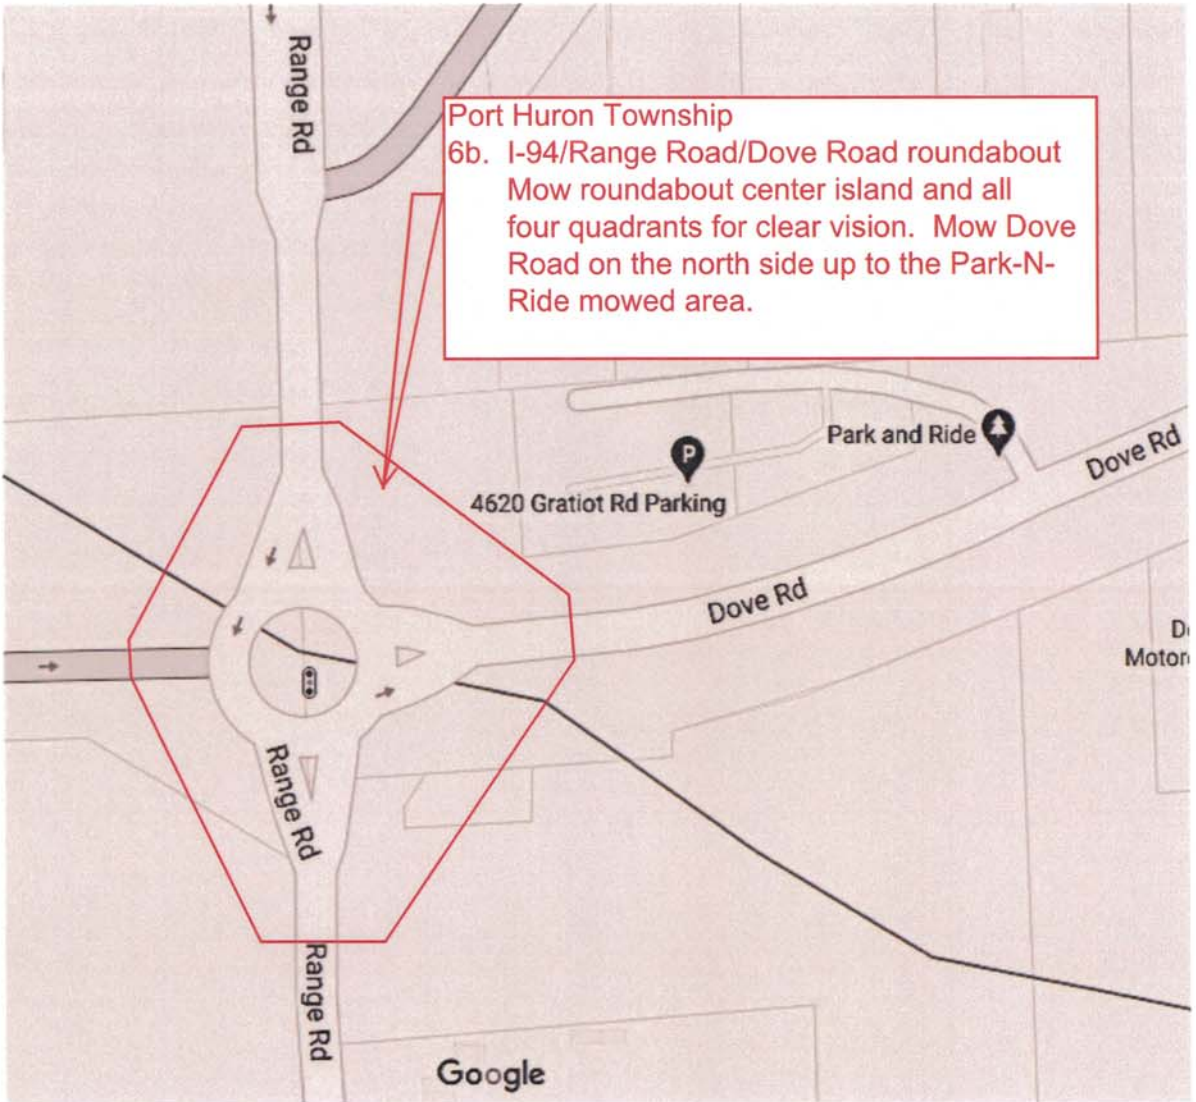 Range Rd
Port Huron Township
6b. I-94/Range Road/Dove Road roundabout
Mow roundabout center island and all
four quadrants for clear vision. Mow Dove
Road on the north side up to the Park-N-
Ride mowed area.
Park and Ride
Dove Rd
P
4620 Gratiot Rd Parking
Dove Rd
D
Motor
Range Rd
Range Rd
Google